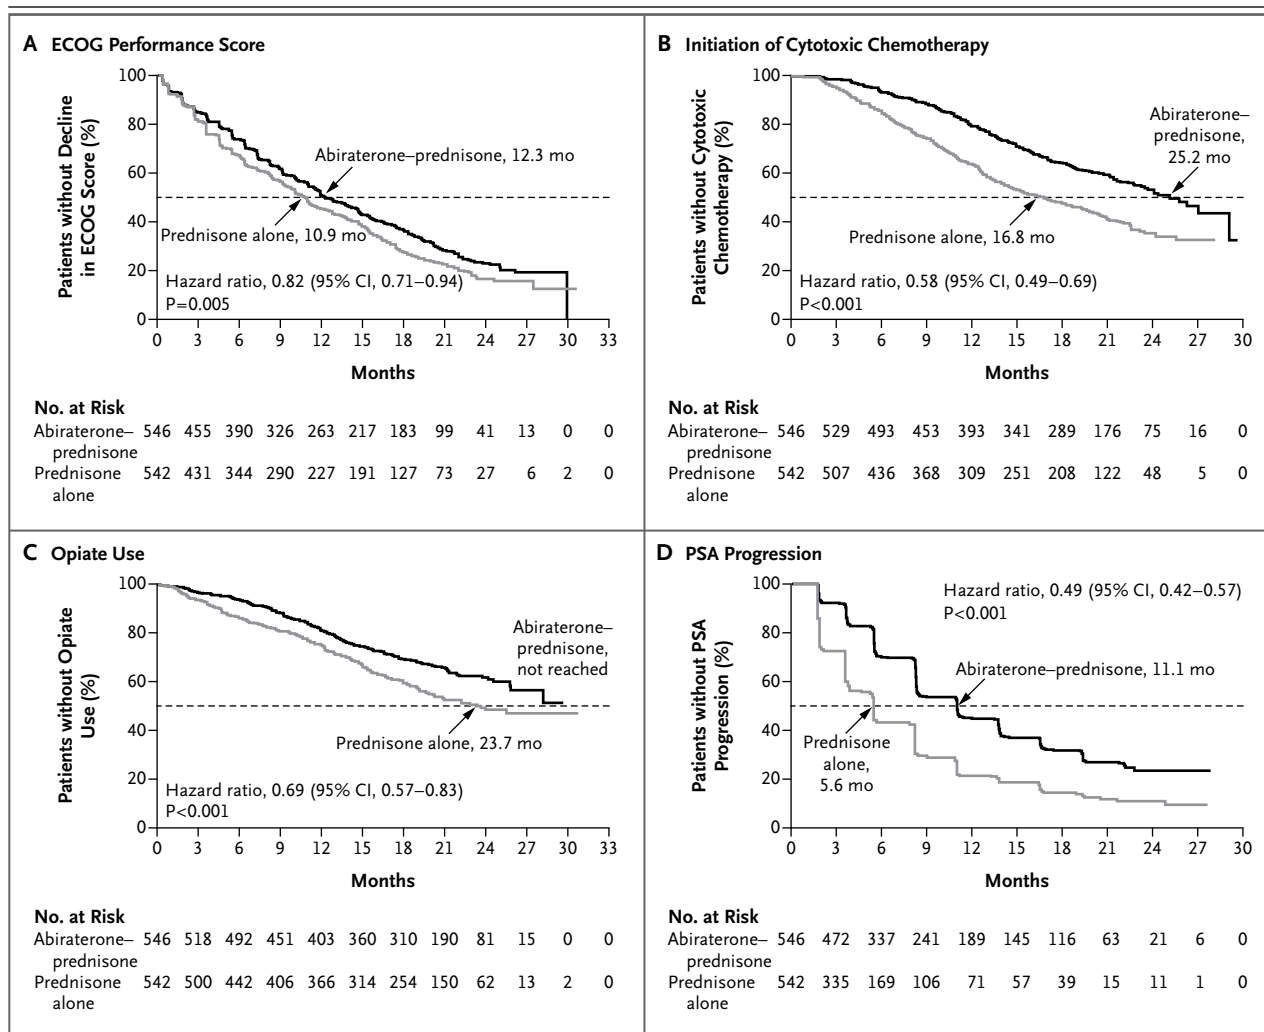 A ECOG Performance Score
Patients without Decline
in ECOG Score (%)
100
80
60
40
20
0
Abiraterone–prednisone, 12.3 mo
Prednisone alone, 10.9 mo
Hazard ratio, 0.82 (95% CI, 0.71–0.94)
P=0.005
0 3 6 9 12 15 18 21 24 27 30 33
Months
No. at Risk
Abiraterone– 546 455 390 326 263 217 183 99 41 13 0 0
prednisone
Prednisone 542 431 344 290 227 191 127 73 27 6 2 0
alone
B Initiation of Cytotoxic Chemotherapy
Patients without Cytotoxic
Chemotherapy (%)
100
80
60
40
20
0
Abiraterone–
prednisone,
25.2 mo
Prednisone alone, 16.8 mo
Hazard ratio, 0.58 (95% CI, 0.49–0.69)
P<0.001
0 3 6 9 12 15 18 21 24 27 30
Months
No. at Risk
Abiraterone– 546 529 493 453 393 341 289 176 75 16 0
prednisone
Prednisone 542 507 436 368 309 251 208 122 48 5 0
alone
C Opiate Use
Patients without Opiate
Use (%)
100
80
60
40
20
0
Abiraterone–
prednisone,
not reached
Prednisone alone, 23.7 mo
Hazard ratio, 0.69 (95% CI, 0.57–0.83)
P<0.001
0 3 6 9 12 15 18 21 24 27 30 33
Months
No. at Risk
Abiraterone– 546 518 492 451 403 360 310 190 81 15 0 0
prednisone
Prednisone 542 500 442 406 366 314 254 150 62 13 2 0
alone
D PSA Progression
Patients without PSA
Progression (%)
100
80
60
40
20
0
Hazard ratio, 0.49 (95% CI, 0.42–0.57)
P<0.001
Abiraterone–prednisone, 11.1 mo
Prednisone
alone,
5.6 mo
0 3 6 9 12 15 18 21 24 27 30
Months
No. at Risk
Abiraterone– 546 472 337 241 189 145 116 63 21 6 0
prednisone
Prednisone 542 335 169 106 71 57 39 15 11 1 0
alone